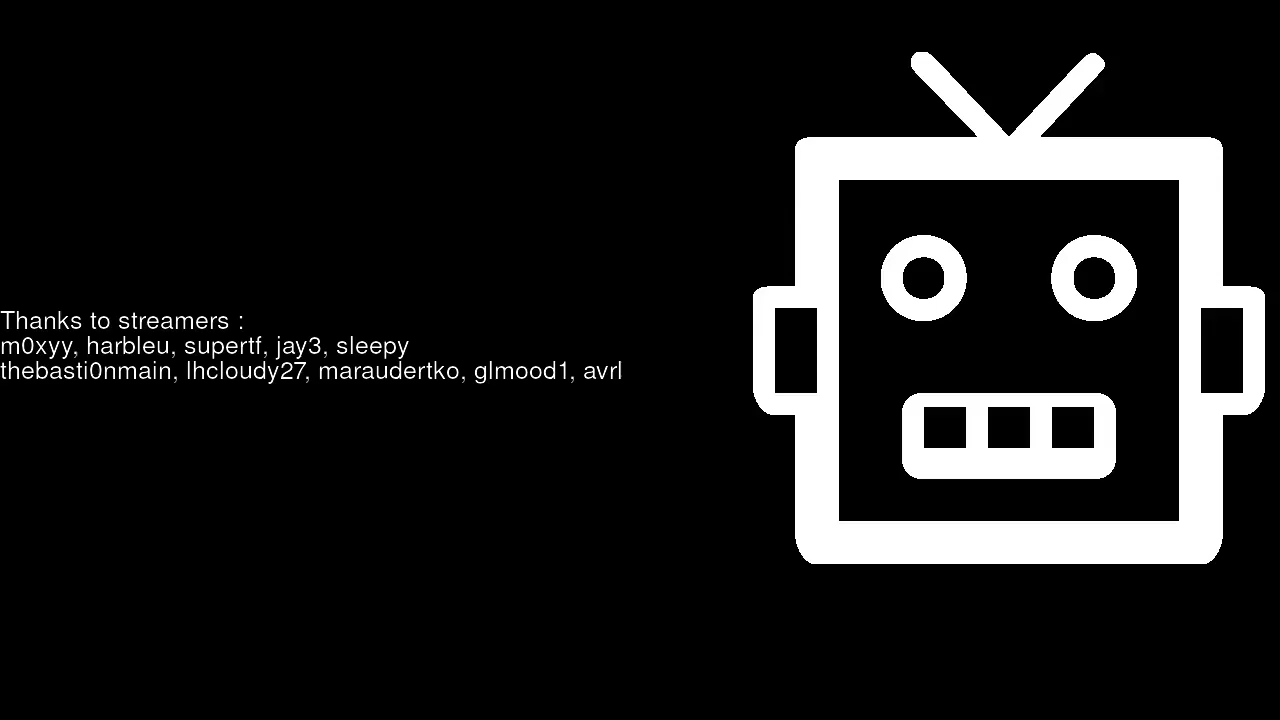 Thanks to streamers :
m0xyy, harbleu, supertf, jay3, sleepy
thebasti0nmain, lhcloudy27, maraudertko, glmood1, avrl